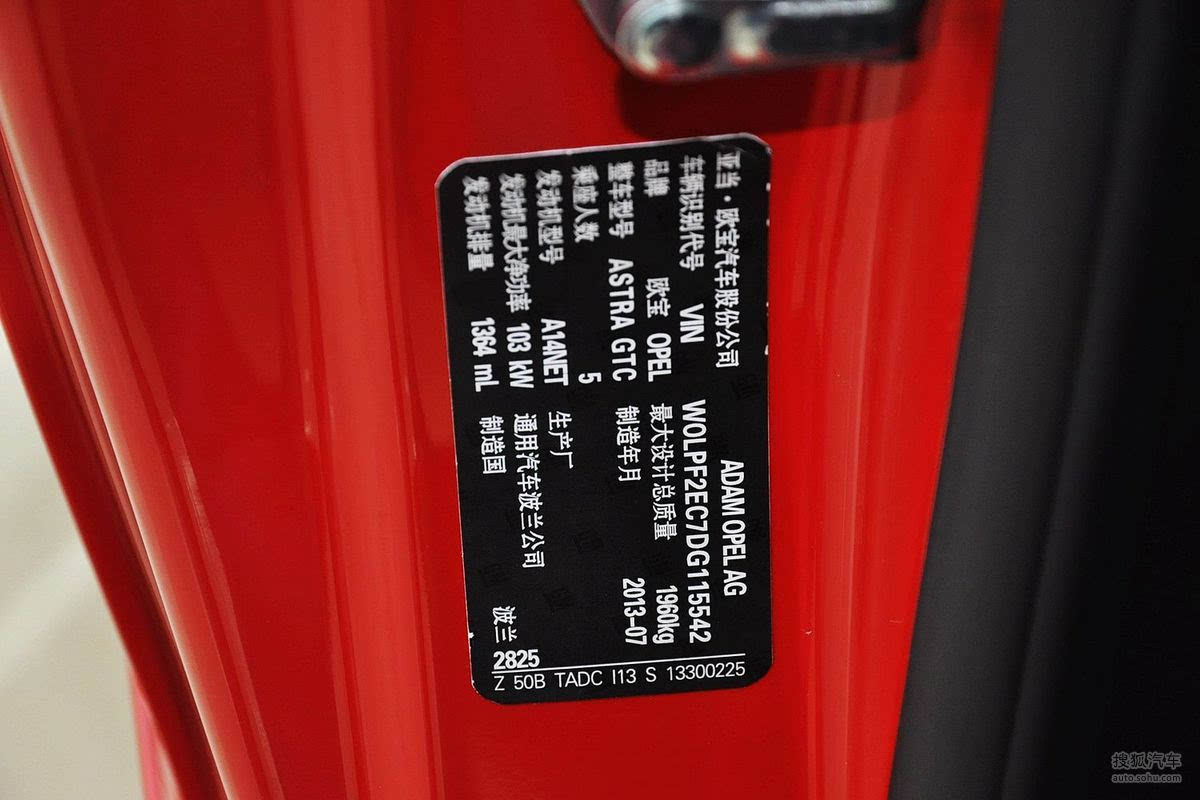 亚当·欧宝汽车股份公司 ADAM OPEL AG
车辆识别代号 VIN WOLPF2EC7DG115542
品牌 欧宝 OPEL 最大设计总质量 1960kg
整车型号 ASTRA GTC 制造年月 2013-07
乘座人数 5
发动机型号 A14NET 生产厂
发动机最大净功率 103 kW 通用汽车波兰公司
发动机排量 1364 mL 制造国 波兰
2825
Z 50B TADC I13 S 13300225
搜狐汽车
auto.sohu.com